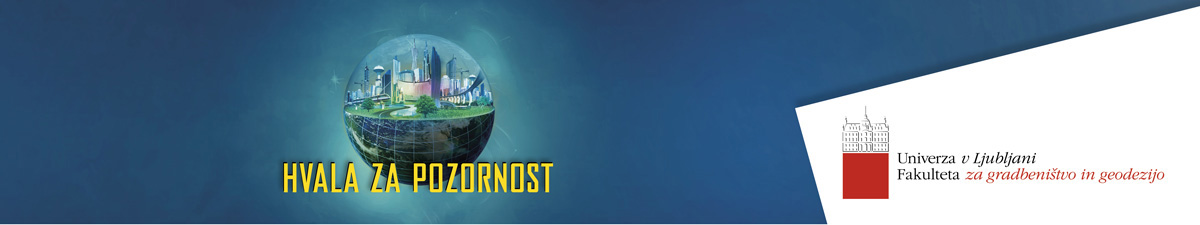 HVALA ZA POZORNOST
Univerza v Ljubljani
Fakulteta za gradbeništvo in geodezijo